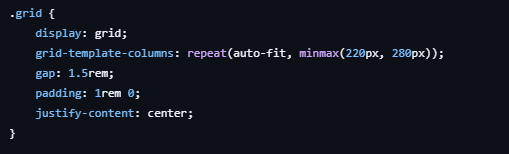 .grid {
    display: grid;
    grid-template-columns: repeat(auto-fit, minmax(220px, 280px));
    gap: 1.5rem;
    padding: 1rem 0;
    justify-content: center;
}